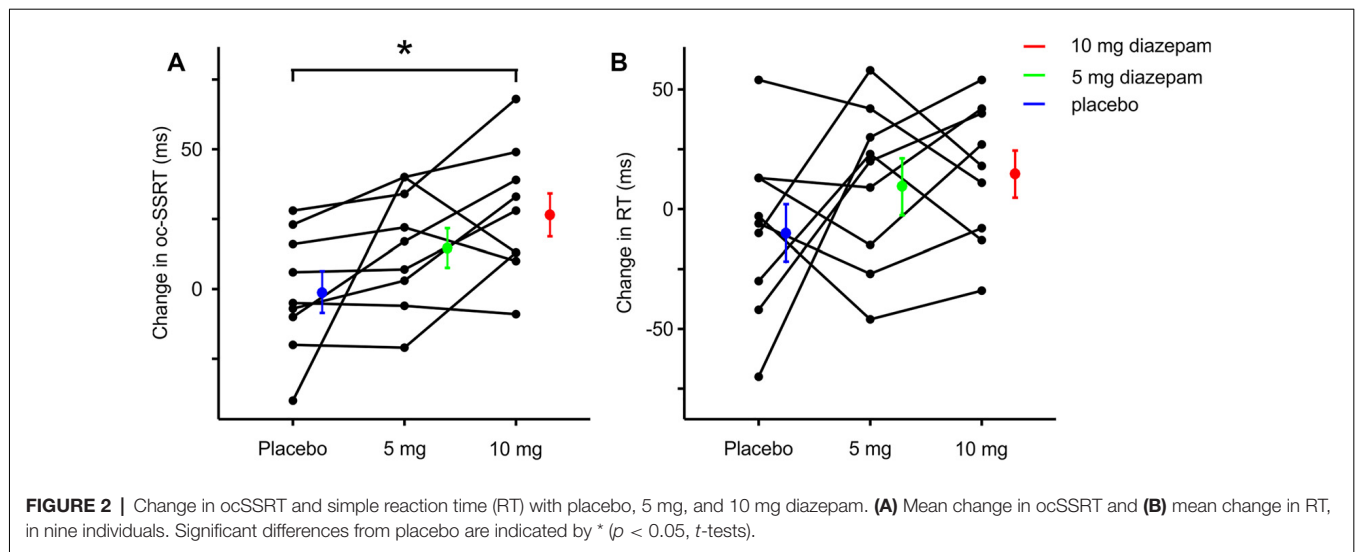 A
*
Change in oc-SSRT (ms)
50
0
Placebo
5 mg
10 mg
B
Change in RT (ms)
50
0
-50
Placebo
5 mg
10 mg
10 mg diazepam
5 mg diazepam
placebo
FIGURE 2 | Change in ocSSRT and simple reaction time (RT) with placebo, 5 mg, and 10 mg diazepam. (A) Mean change in ocSSRT and (B) mean change in RT,
in nine individuals. Significant differences from placebo are indicated by * (p < 0.05, t-tests).